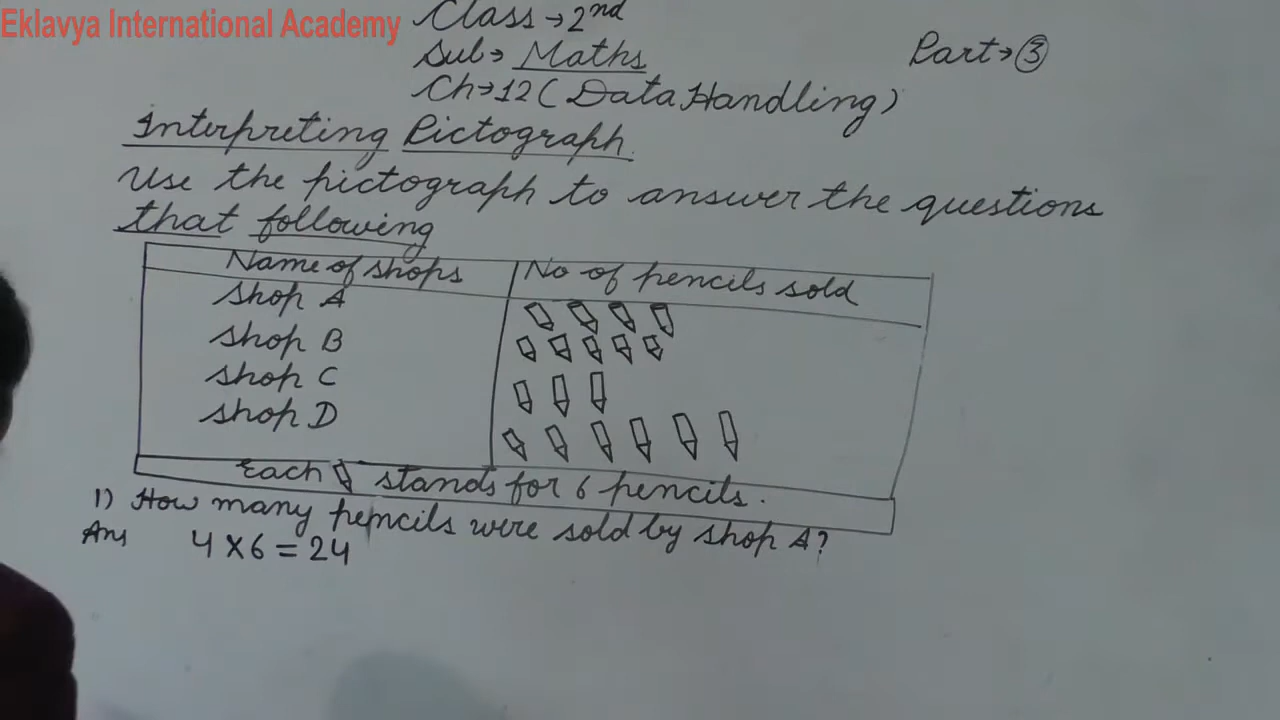 Eklavya International Academy
Class → 2nd
Sub → Maths
Part → 3
Ch → 12 (Data Handling)
Interpreting Pictograph.
Use the pictograph to answer the questions
that following
Name of shops No of pencils sold
Shop A
Shop B
Shop C
Shop D
Each stands for 6 pencils.
1) How many pencils were sold by shop A?
Ans 4 × 6 = 24